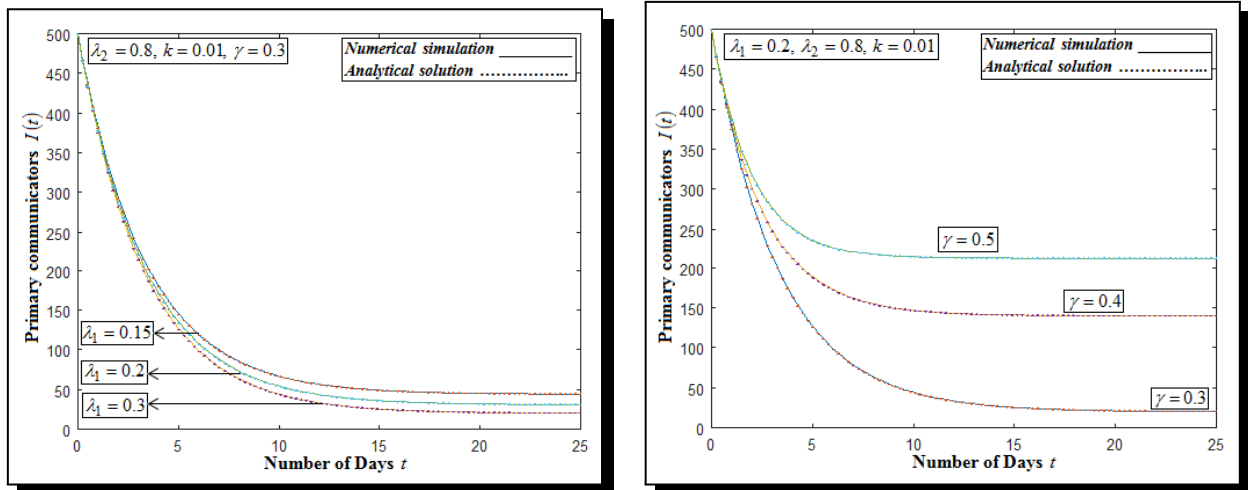 λ₂ = 0.8, k = 0.01, γ = 0.3
Numerical simulation ________
Analytical solution ................
Primary communicators I(t)
500
450
400
350
300
250
200
150
100
50
0
λ₁ = 0.15
λ₁ = 0.2
λ₁ = 0.3
0 5 10 15 20 25
Number of Days t
λ₁ = 0.2, λ₂ = 0.8, k = 0.01
Numerical simulation ________
Analytical solution ................
Primary communicators I(t)
500
450
400
350
300
250
200
150
100
50
0
γ = 0.5
γ = 0.4
γ = 0.3
0 5 10 15 20 25
Number of Days t